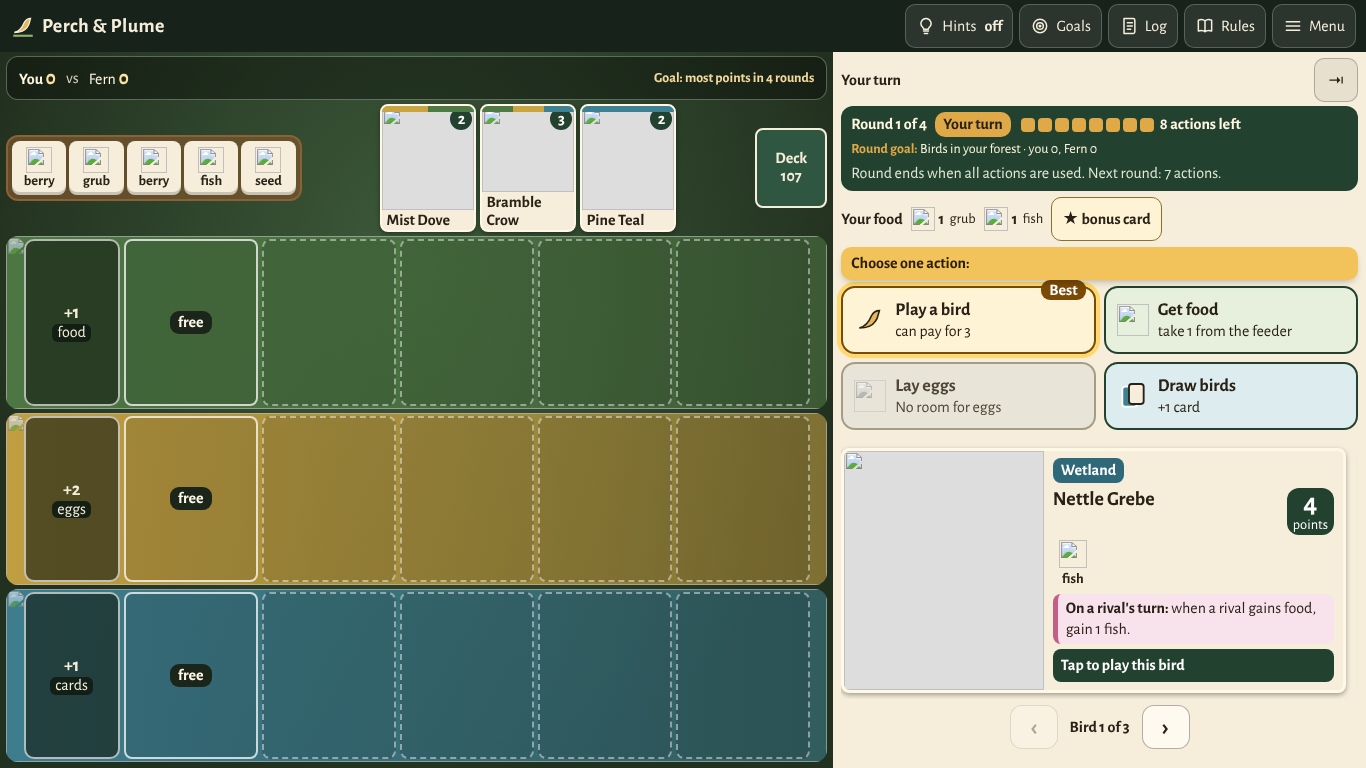 Perch & Plume
Hints off
Goals
Log
Rules
Menu
You 0 vs Fern 0
Goal: most points in 4 rounds
berry
grub
berry
fish
seed
2
Mist Dove
3
Bramble
Crow
2
Pine Teal
Deck
107
+1
food
free
+2
eggs
free
+1
cards
free
Your turn
Round 1 of 4 Your turn 8 actions left
Round goal: Birds in your forest · you 0, Fern 0
Round ends when all actions are used. Next round: 7 actions.
Your food 1 grub 1 fish ★ bonus card
Choose one action:
Best
Play a bird
can pay for 3
Get food
take 1 from the feeder
Lay eggs
No room for eggs
Draw birds
+1 card
Wetland
Nettle Grebe
4
points
fish
On a rival's turn: when a rival gains food,
gain 1 fish.
Tap to play this bird
‹ Bird 1 of 3 ›